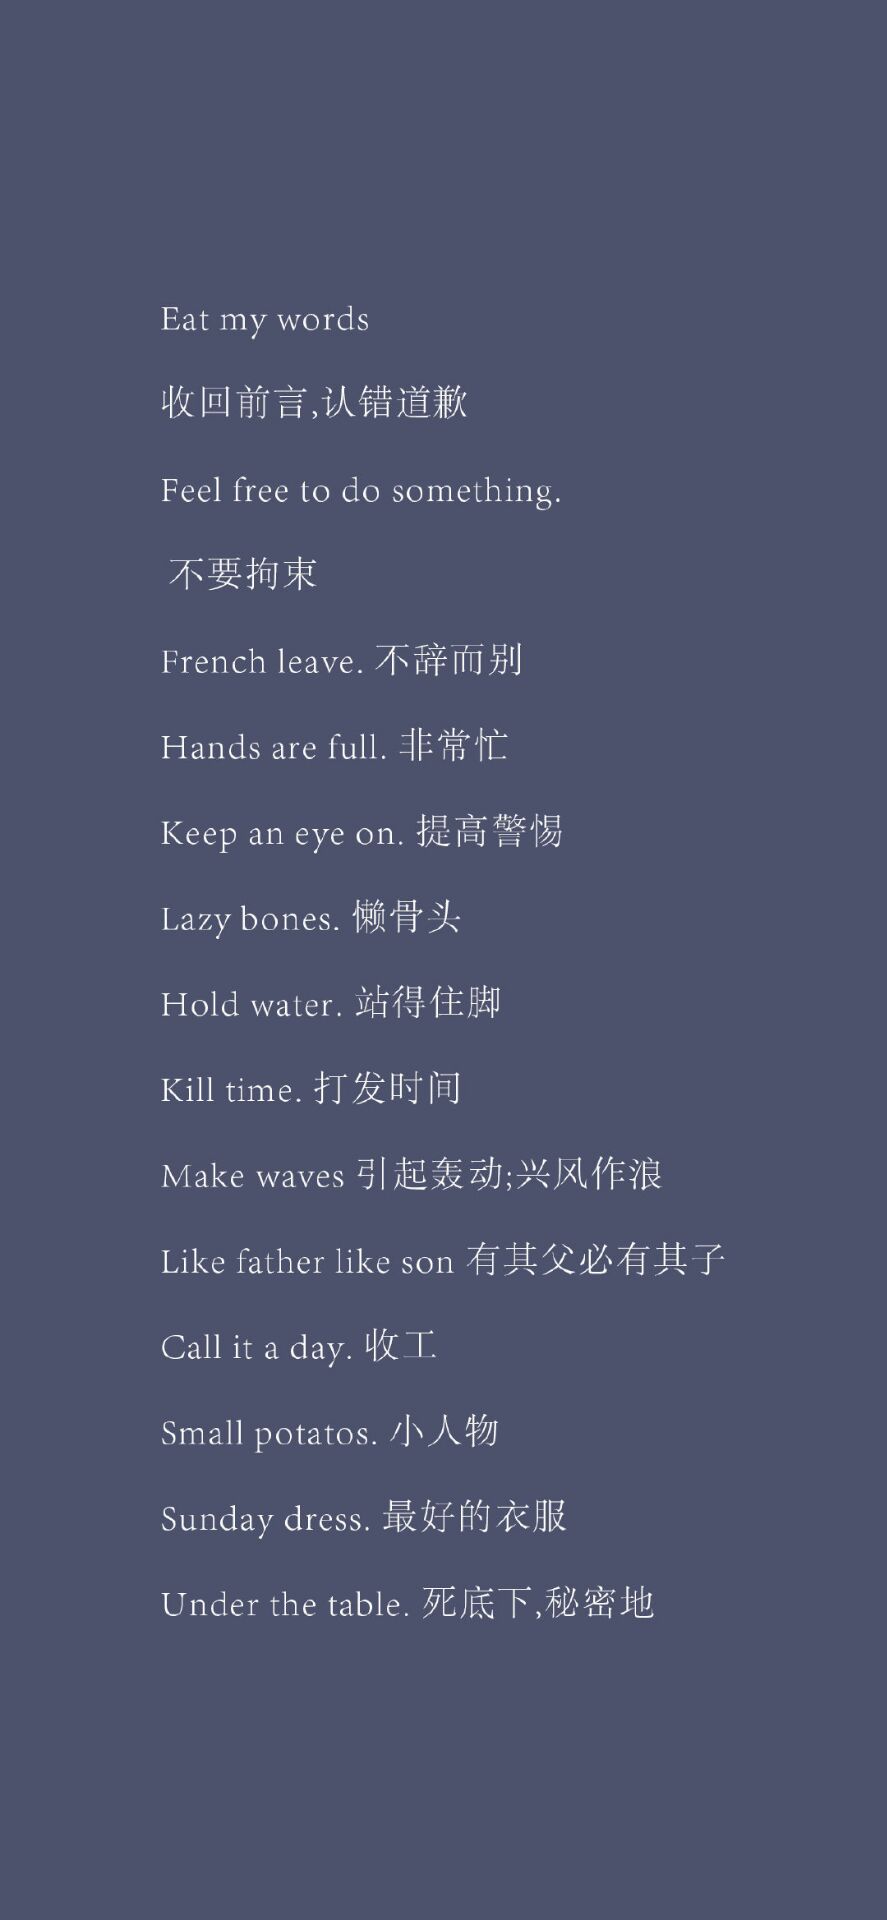 Eat my words
收回前言,认错道歉
Feel free to do something.
不要拘束
French leave. 不辞而别
Hands are full. 非常忙
Keep an eye on. 提高警惕
Lazy bones. 懒骨头
Hold water. 站得住脚
Kill time. 打发时间
Make waves 引起轰动;兴风作浪
Like father like son 有其父必有其子
Call it a day. 收工
Small potatos. 小人物
Sunday dress. 最好的衣服
Under the table. 死底下,秘密地